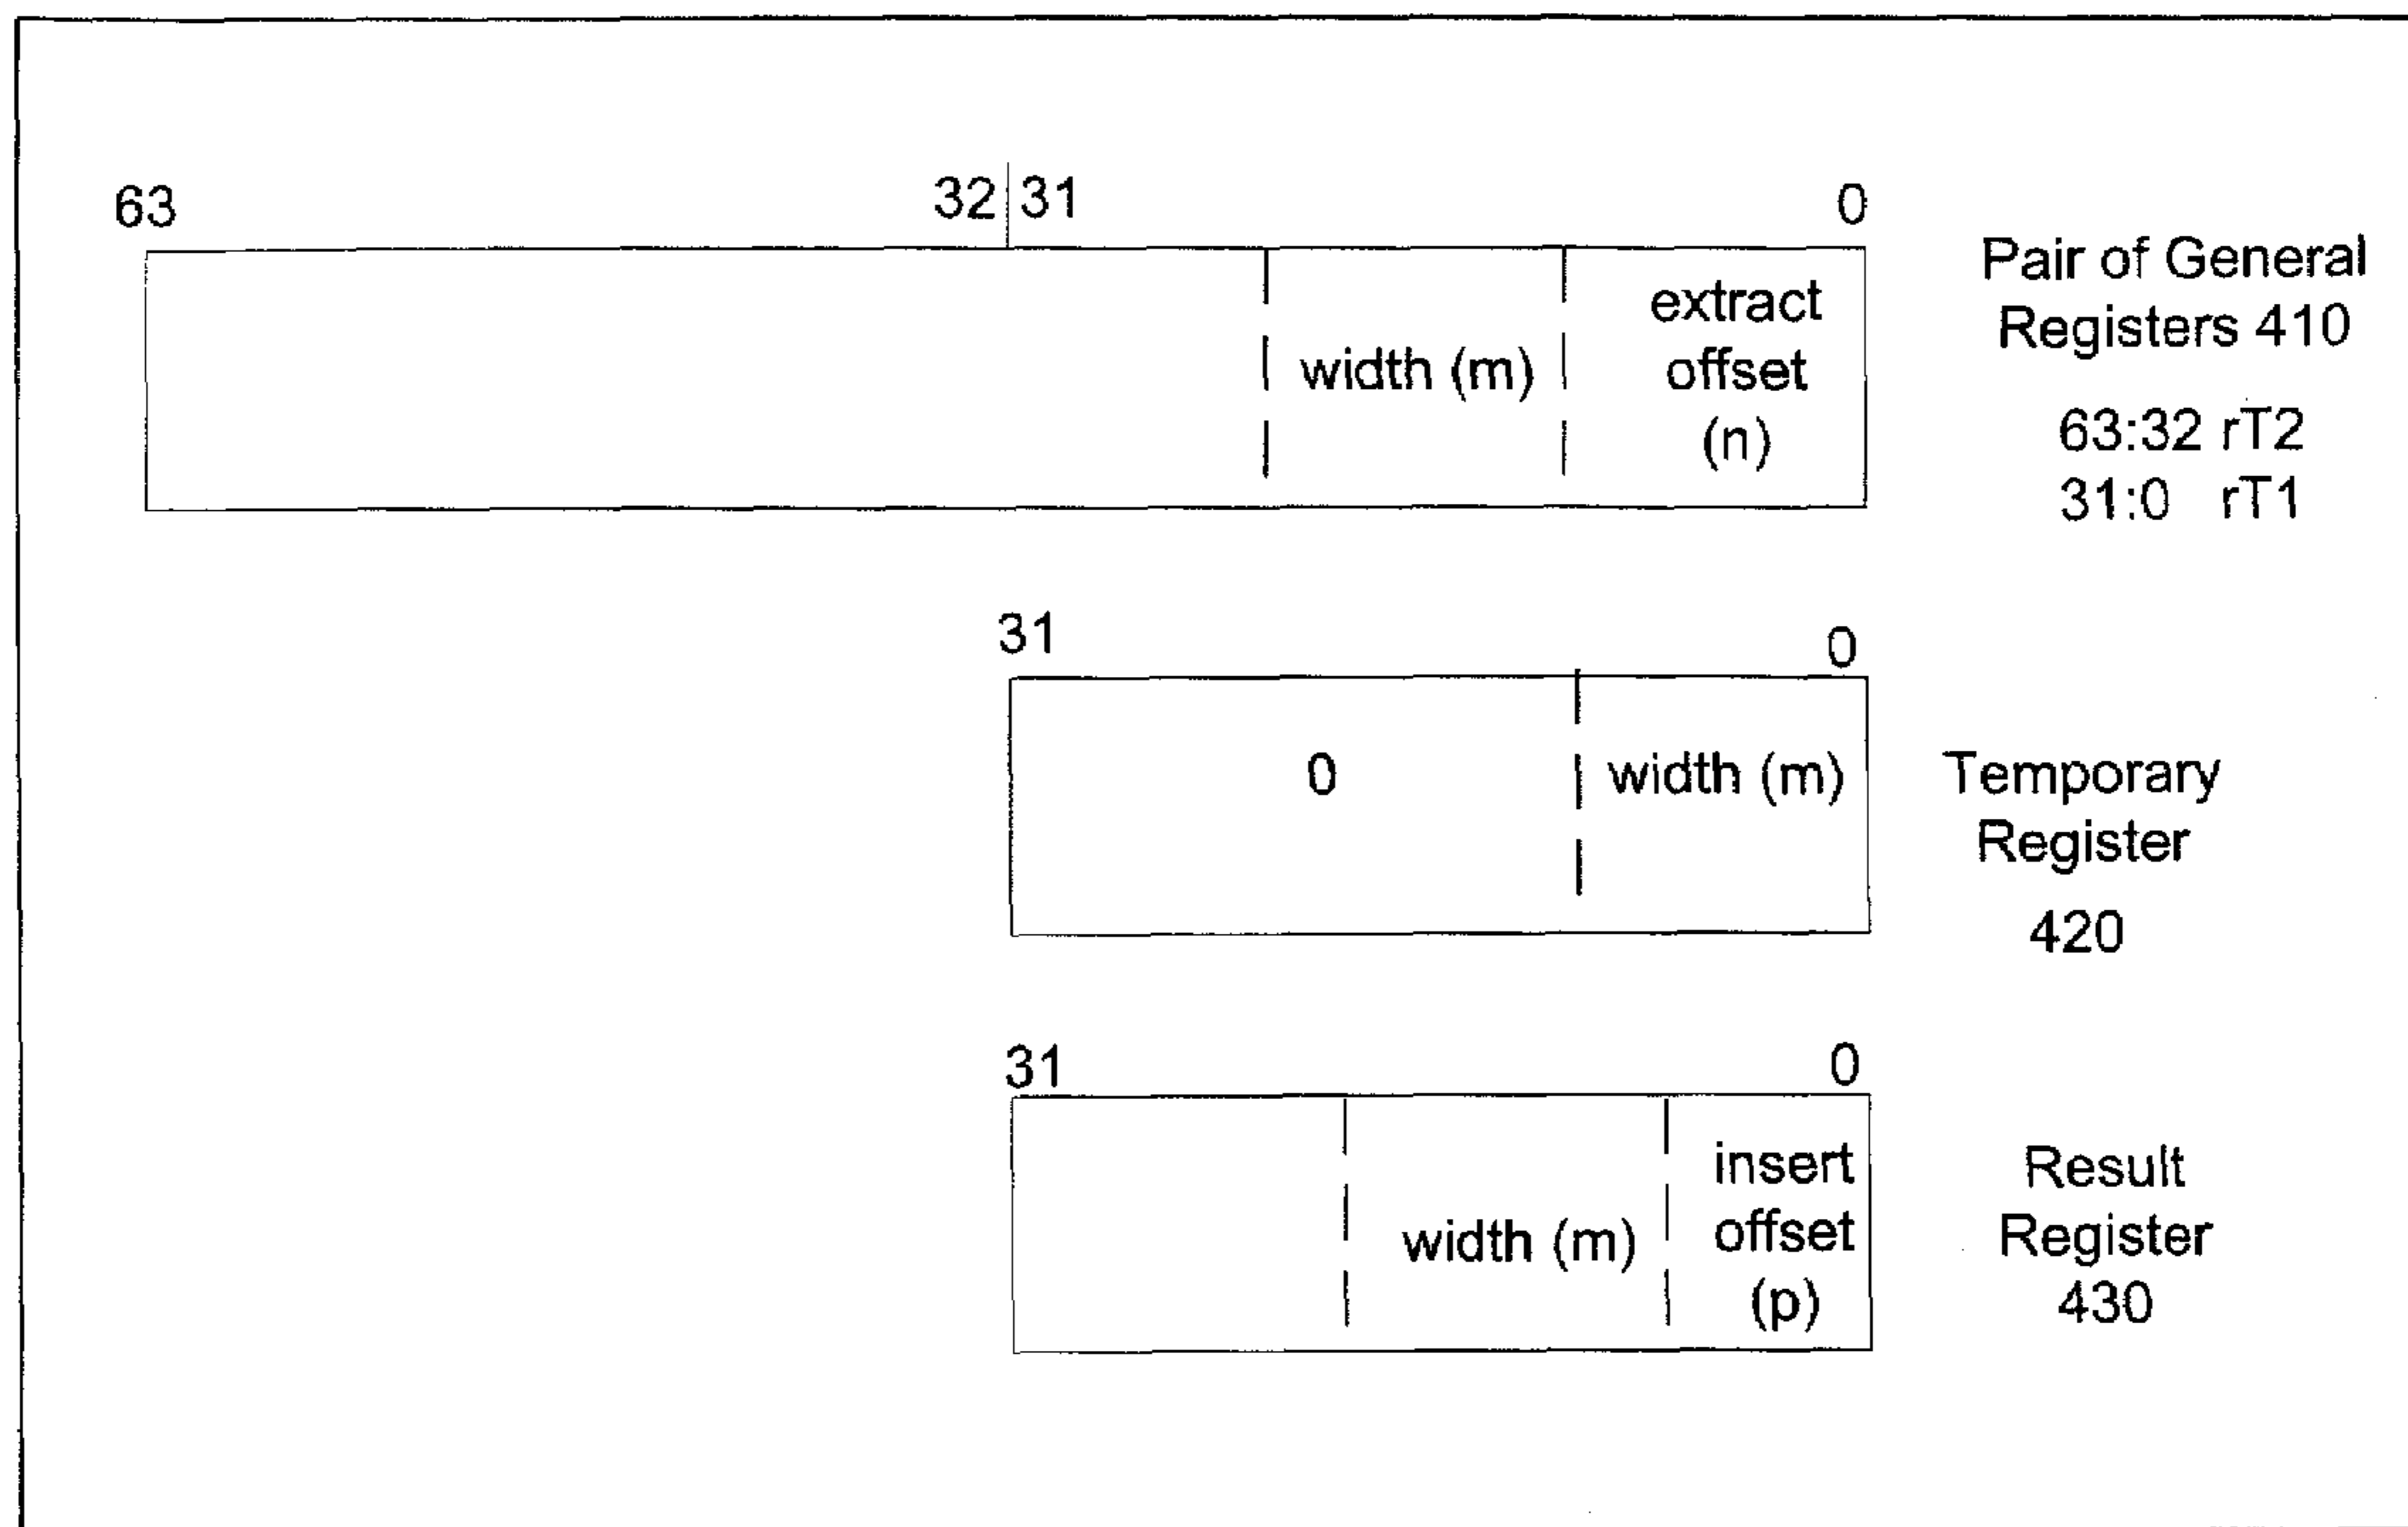 63 32 31 0
extract
offset
(n)
width (m)
Pair of General
Registers 410
63:32 rT2
31:0 rT1
31 0
0 width (m)
Temporary
Register
420
31 0
insert
offset
(p)
width (m)
Result
Register
430